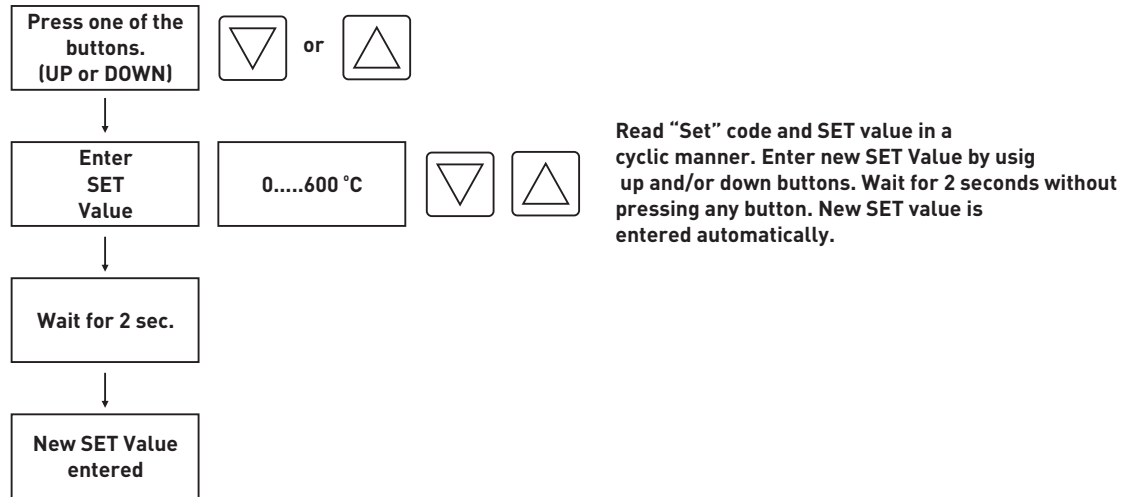 Press one of the
buttons.
(UP or DOWN)
or
Enter
SET
Value
0.....600 °C
Read “Set” code and SET value in a
cyclic manner. Enter new SET Value by usig
up and/or down buttons. Wait for 2 seconds without
pressing any button. New SET value is
entered automatically.
Wait for 2 sec.
New SET Value
entered